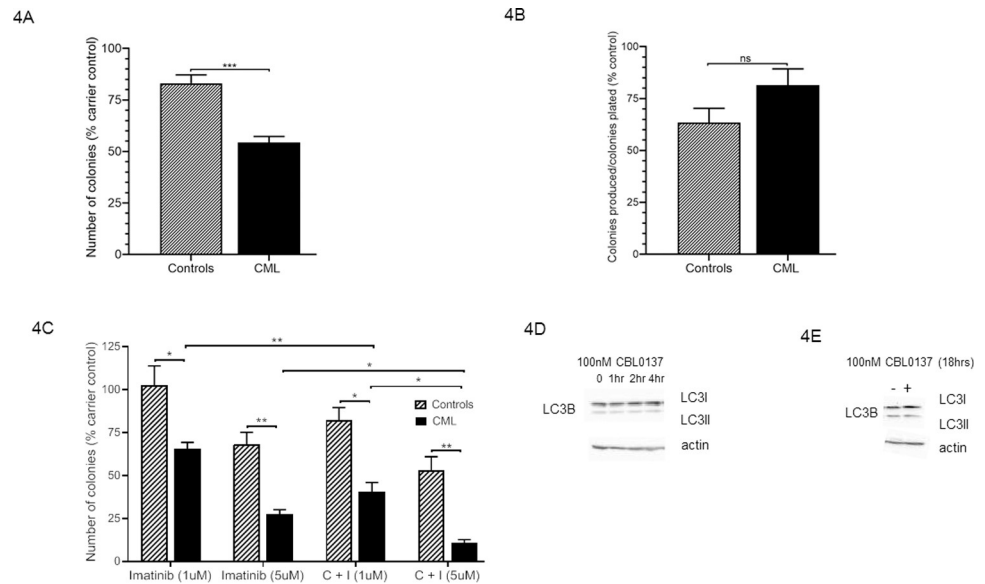 4A
Number of colonies (% carrier control)
100
75
50
25
0
***
Controls
CML
4B
Colonies produced/colonies plated (% control)
100
75
50
25
0
ns
Controls
CML
4C
Number of colonies (% carrier control)
125
100
75
50
25
0
*
**
**
*
*
*
**
Controls
CML
Imatinib (1uM)
Imatinib (5uM)
C + I (1uM)
C + I (5uM)
4D
100nM CBL0137
0 1hr 2hr 4hr
LC3B
LC3I
LC3II
actin
4E
100nM CBL0137 (18hrs)
- +
LC3B
LC3I
LC3II
actin